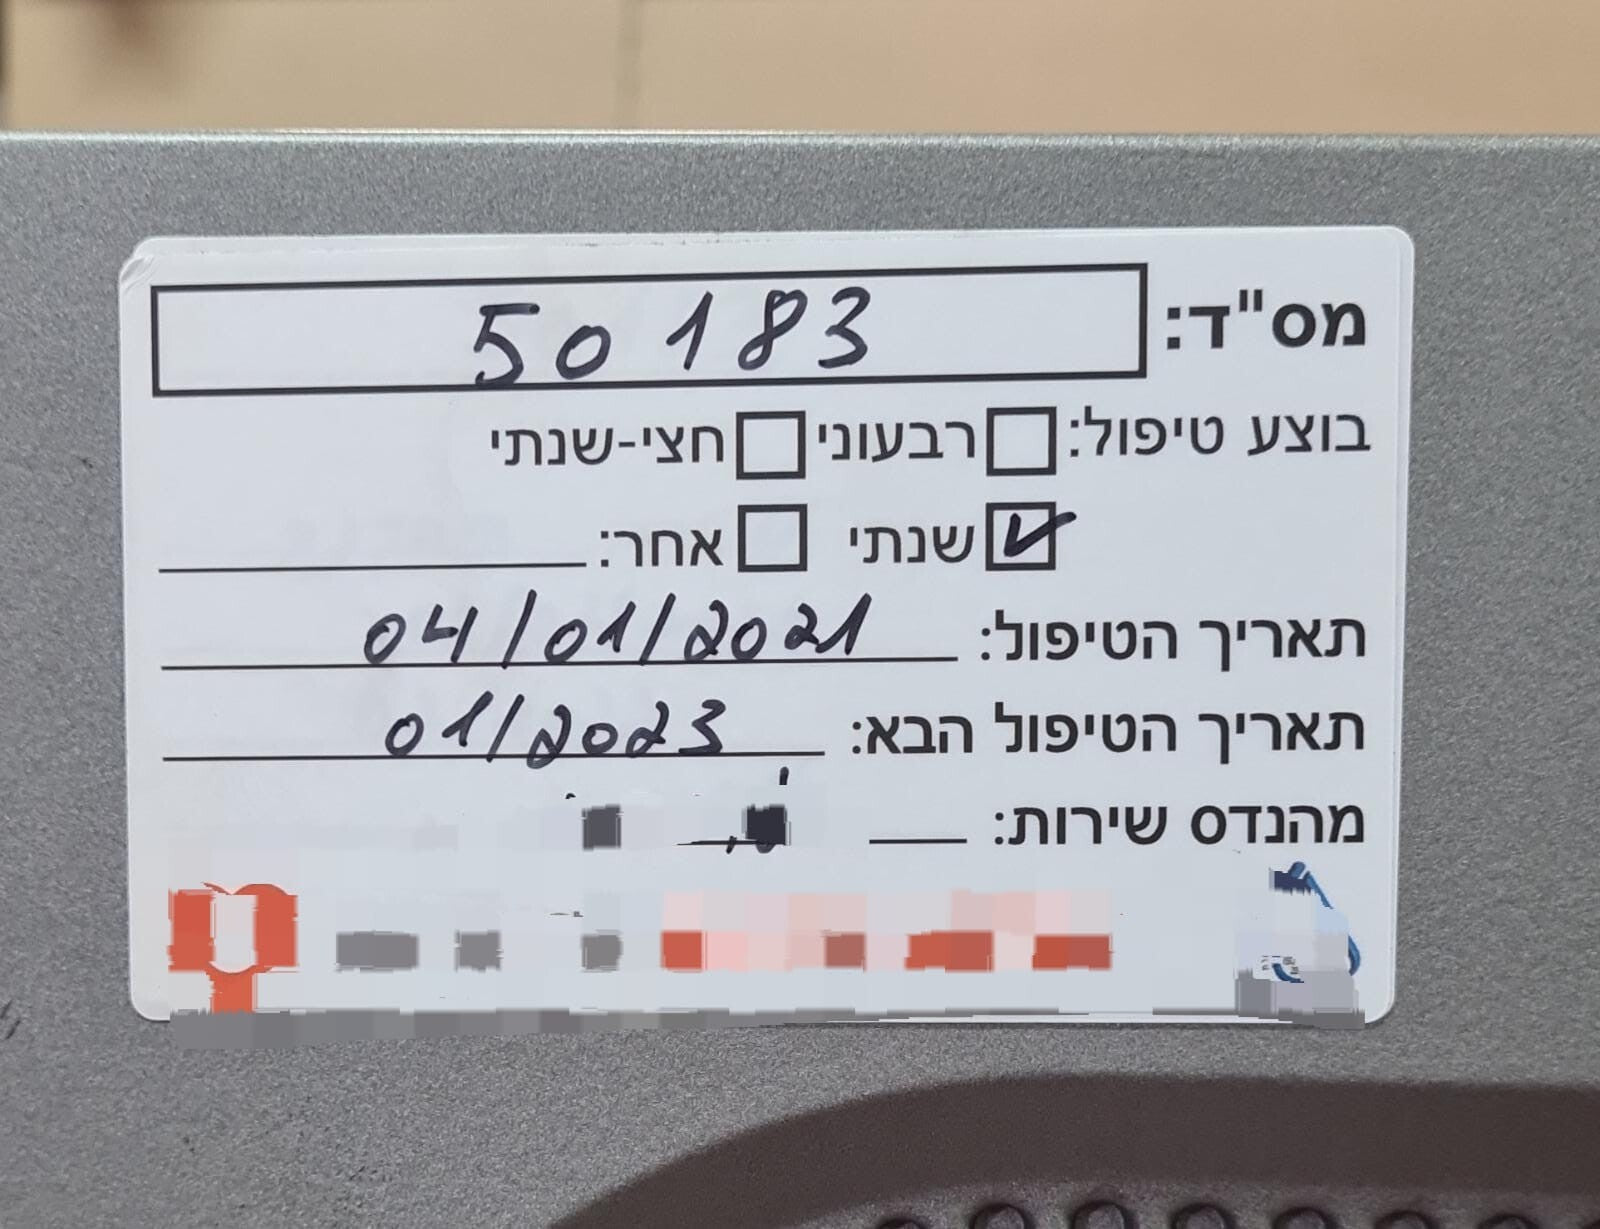 מס"ד: 50183
בוצע טיפול: רבעוני חצי-שנתי
שנתי אחר:
תאריך הטיפול: 04/01/2021
תאריך הטיפול הבא: 01/2023
מהנדס שירות: